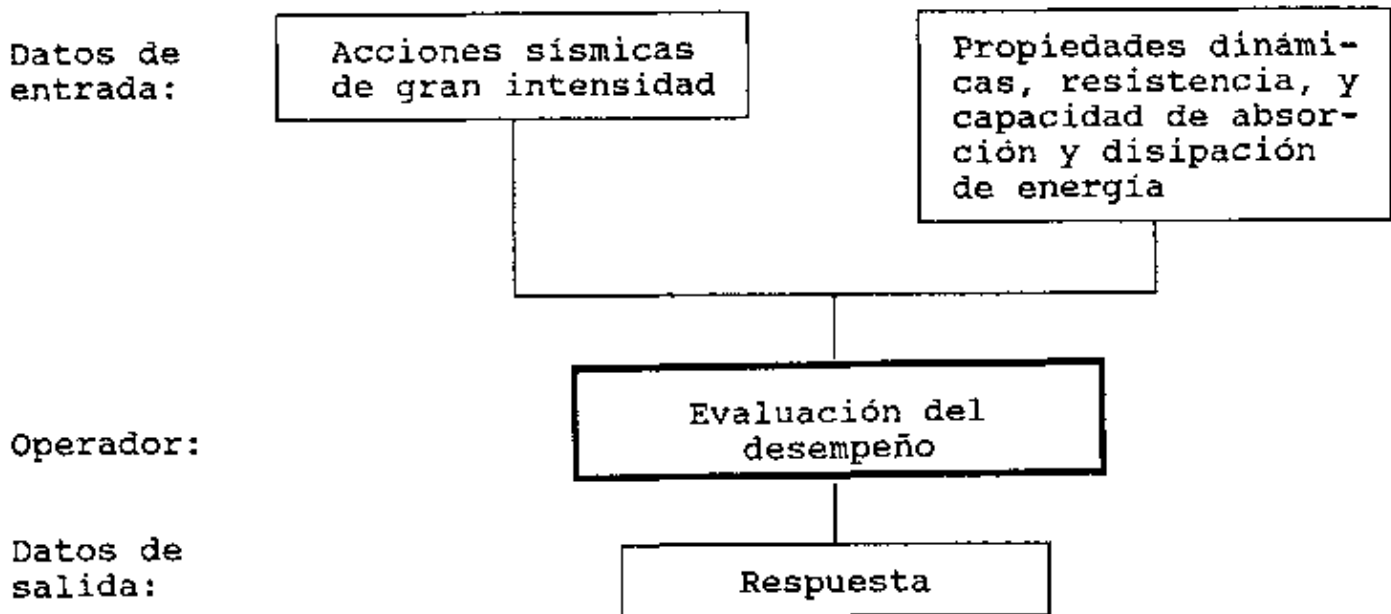 Datos de
entrada:
Acciones sísmicas
de gran intensidad
Propiedades dinámi-
cas, resistencia, y
capacidad de absor-
ción y disipación
de energía
Operador:
Evaluación del
desempeño
Datos de
salida:
Respuesta